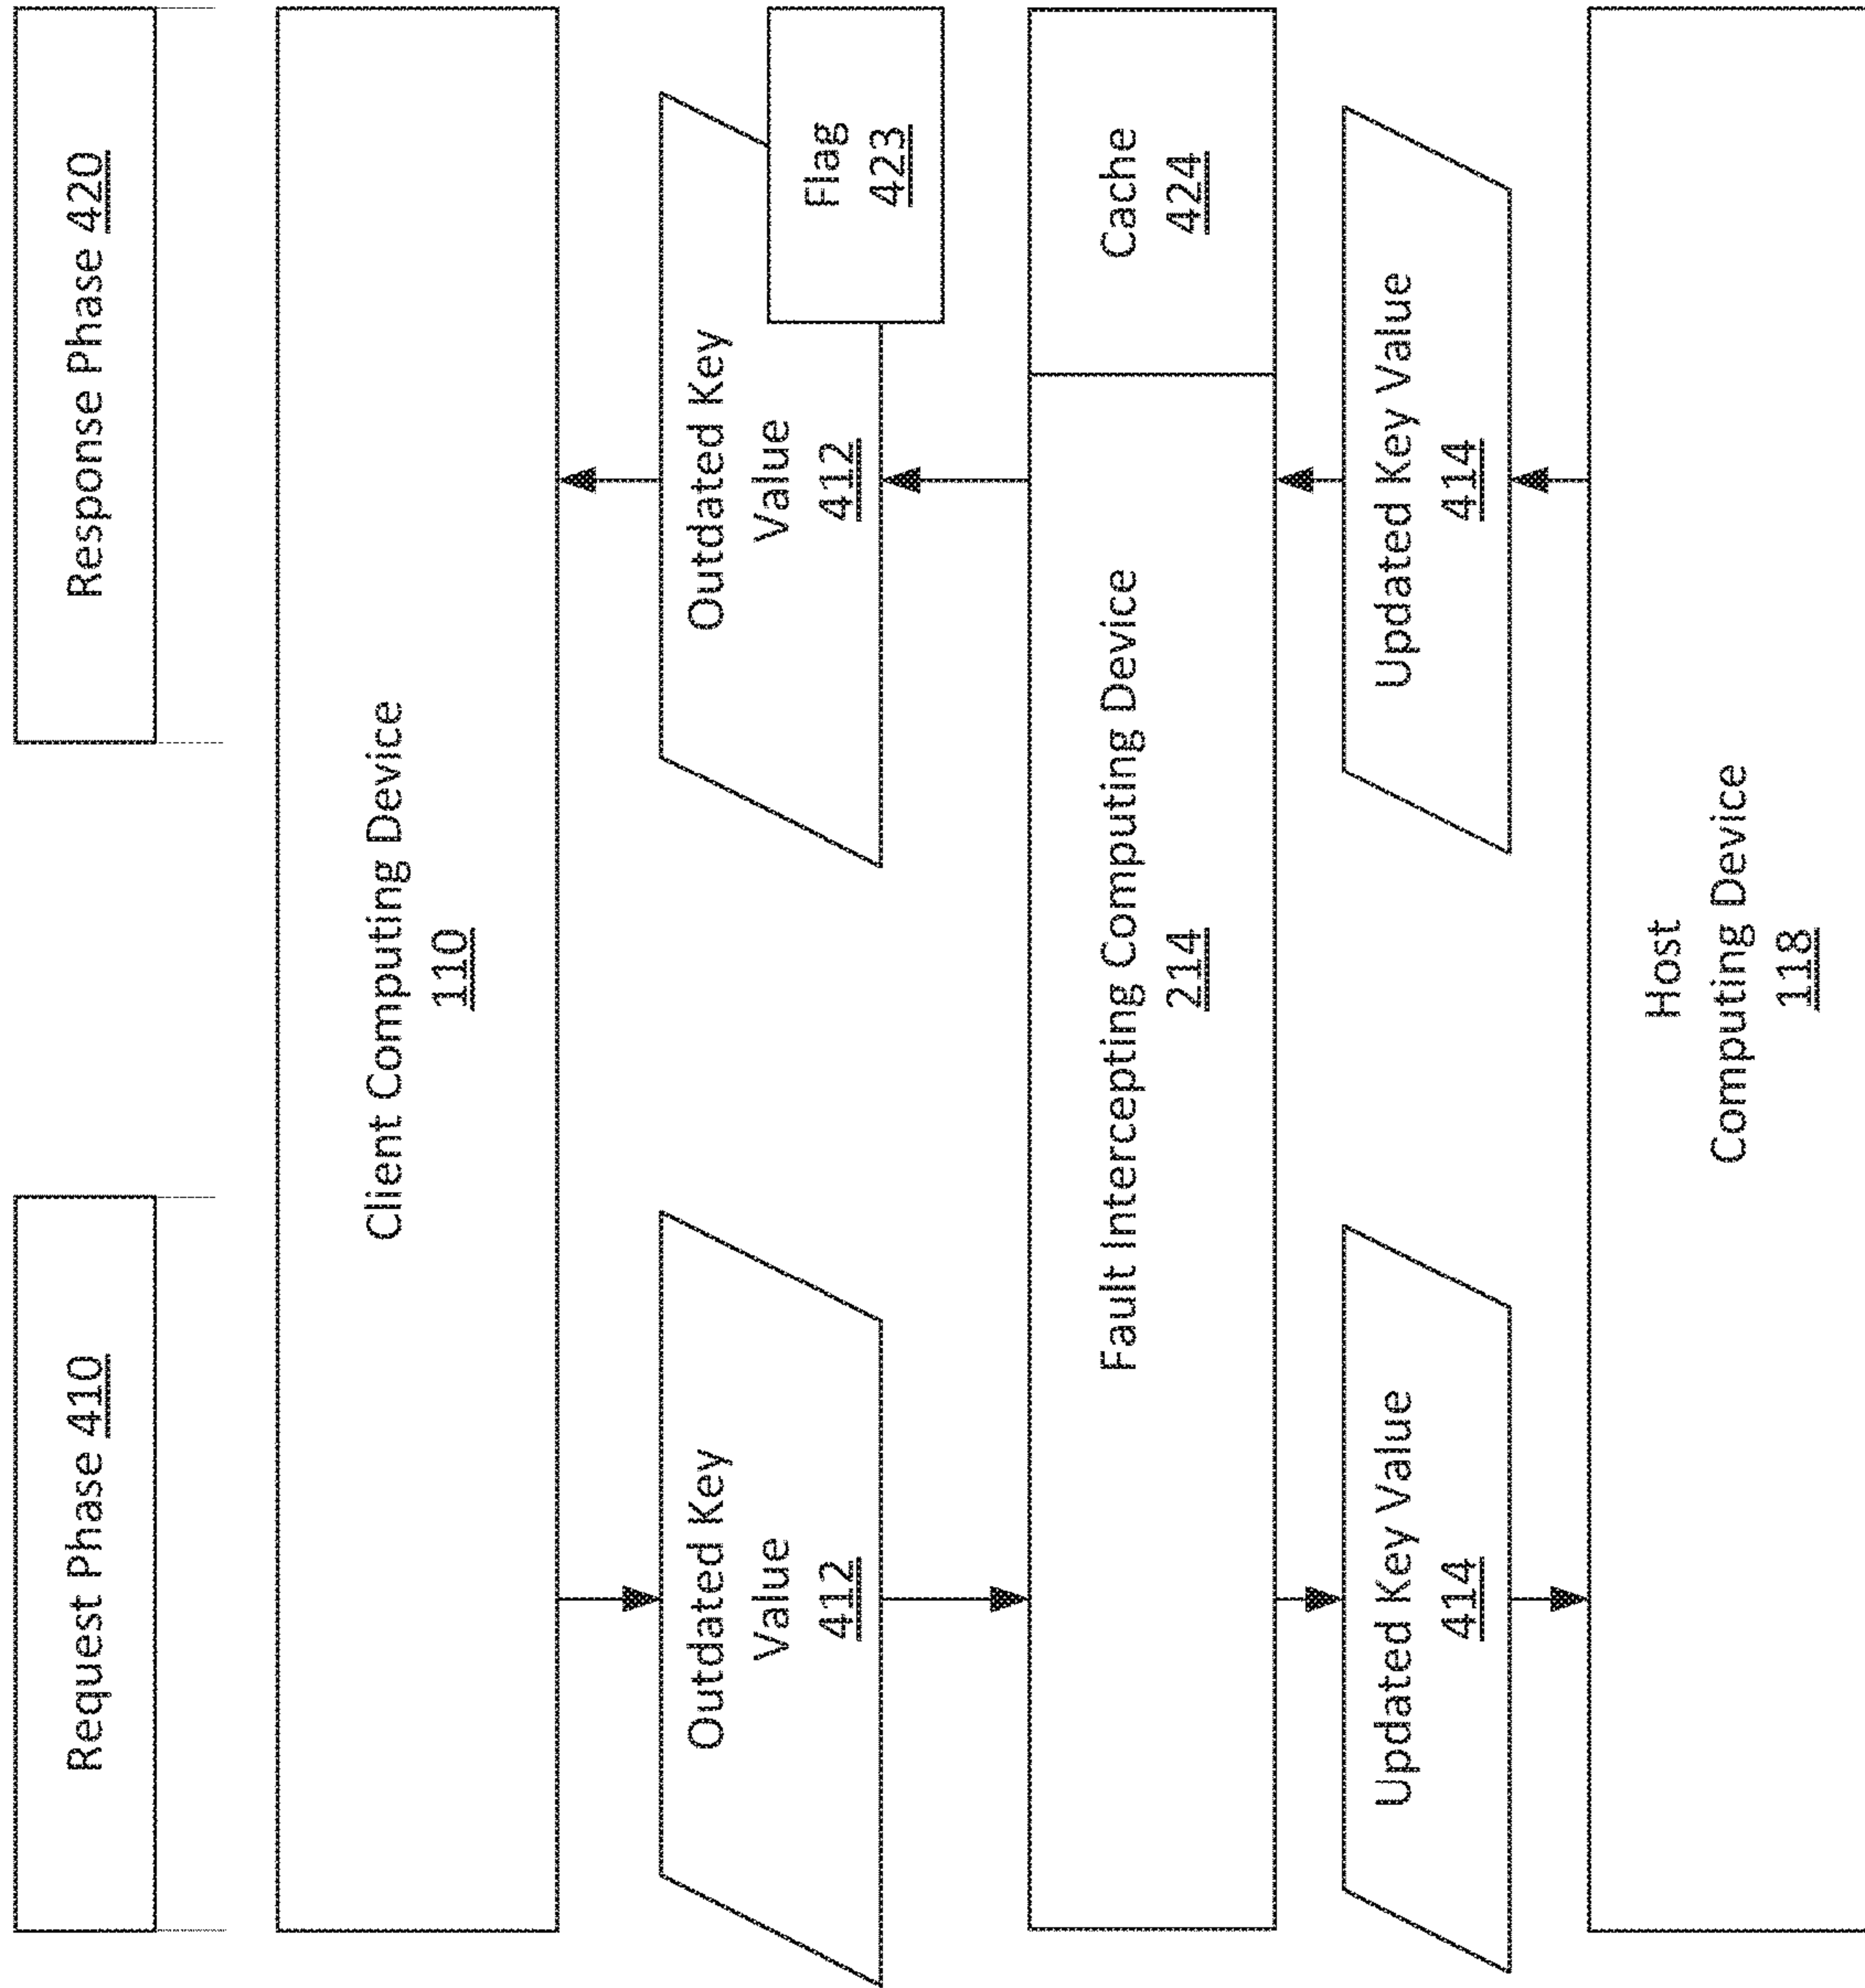 Request Phase 410
Response Phase 420
Client Computing Device
110
Outdated Key
Value
412
Outdated Key
Value
412
Flag
423
Fault Intercepting Computing Device
214
Cache
424
Updated Key Value
414
Updated Key Value
414
Host
Computing Device
118